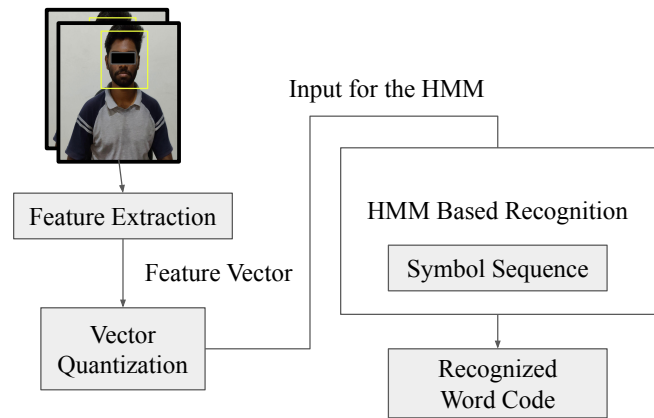 Input for the HMM
Feature Extraction
Feature Vector
Vector
Quantization
HMM Based Recognition
Symbol Sequence
Recognized
Word Code